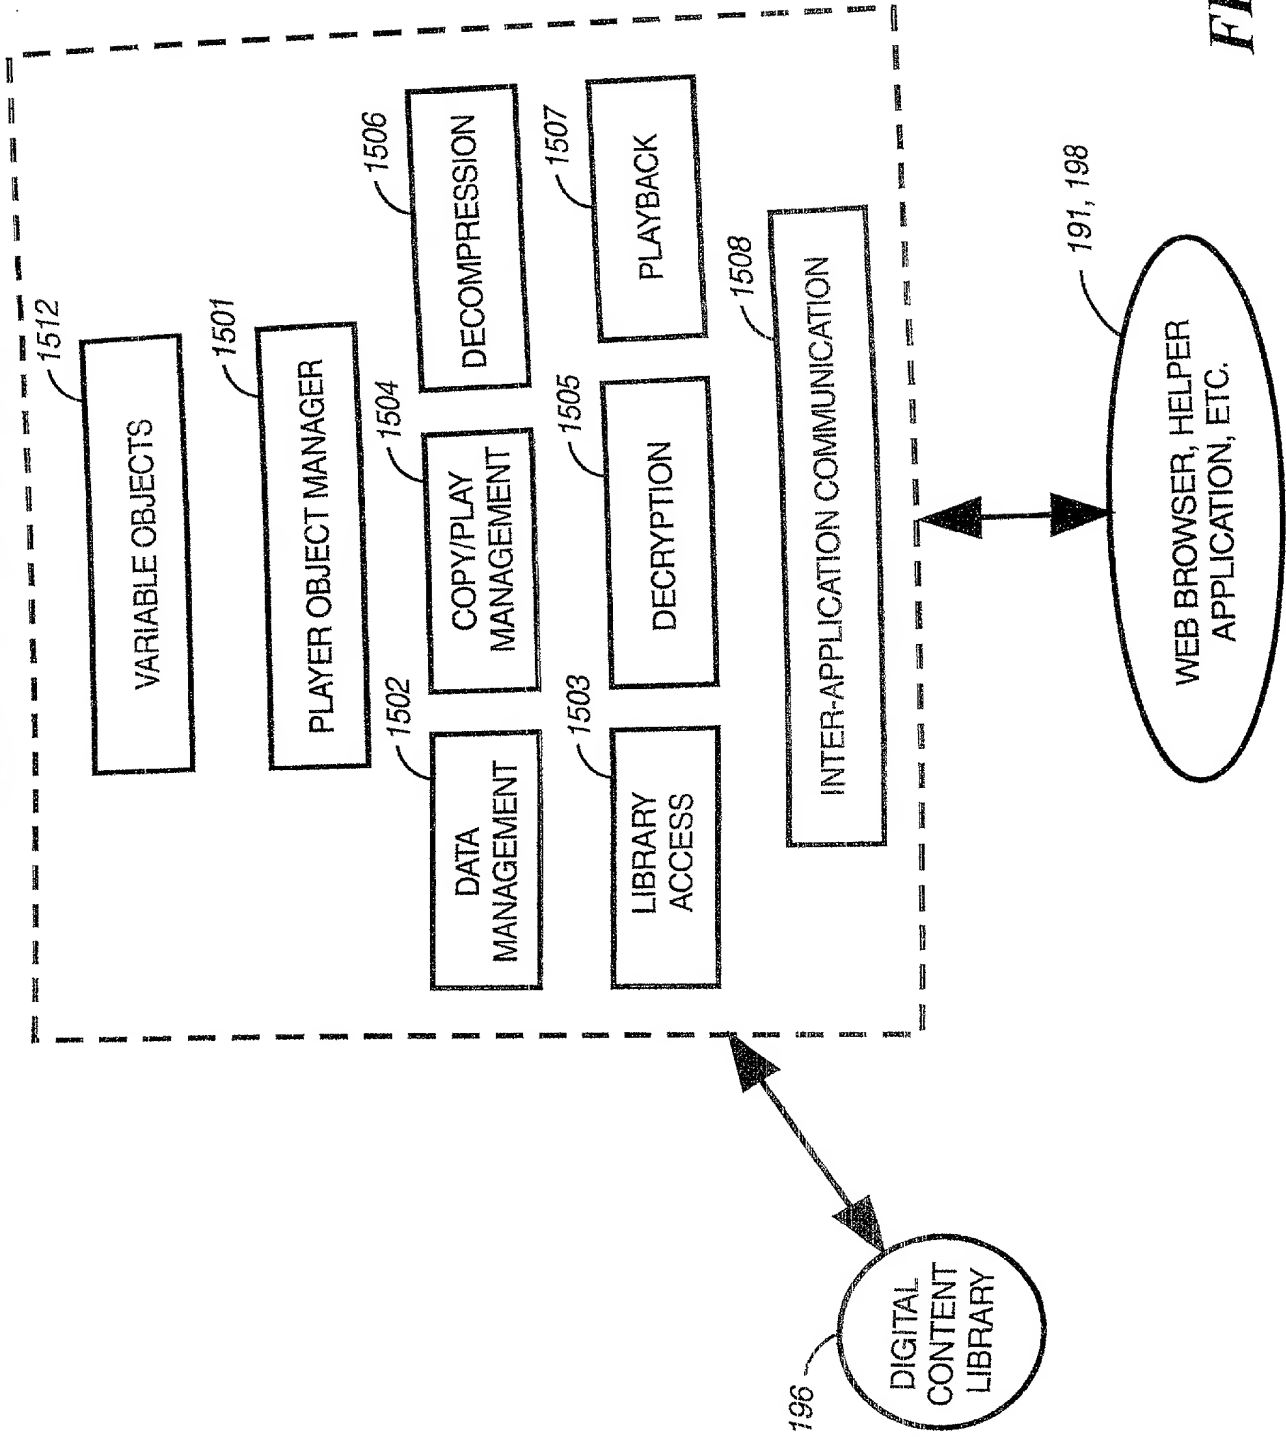 1512
VARIABLE OBJECTS
1501
PLAYER OBJECT MANAGER
1502
DATA
MANAGEMENT
1504
COPY/PLAY
MANAGEMENT
1506
DECOMPRESSION
1503
LIBRARY
ACCESS
1505
DECRYPTION
1507
PLAYBACK
1508
INTER-APPLICATION COMMUNICATION
196
DIGITAL
CONTENT
LIBRARY
191, 198
WEB BROWSER, HELPER
APPLICATION, ETC.